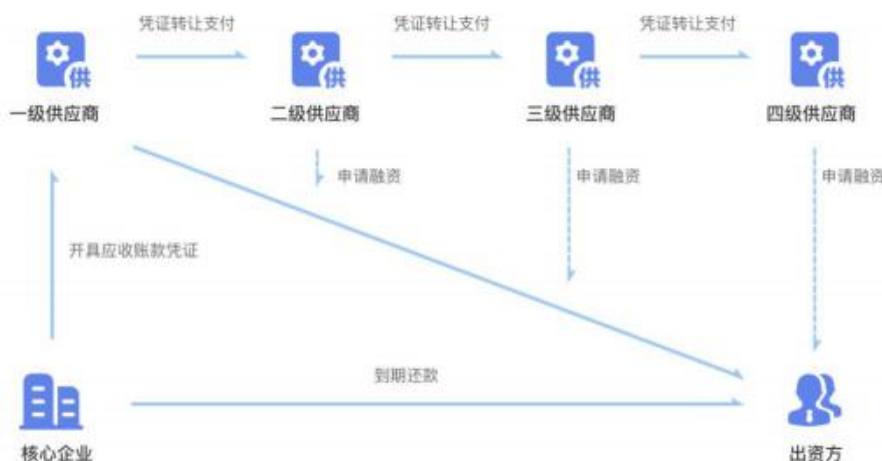 凭证转让支付
凭证转让支付
凭证转让支付
供
供
供
供
一级供应商
二级供应商
三级供应商
四级供应商
申请融资
申请融资
申请融资
开具应收账款凭证
到期还款
核心企业
出资方